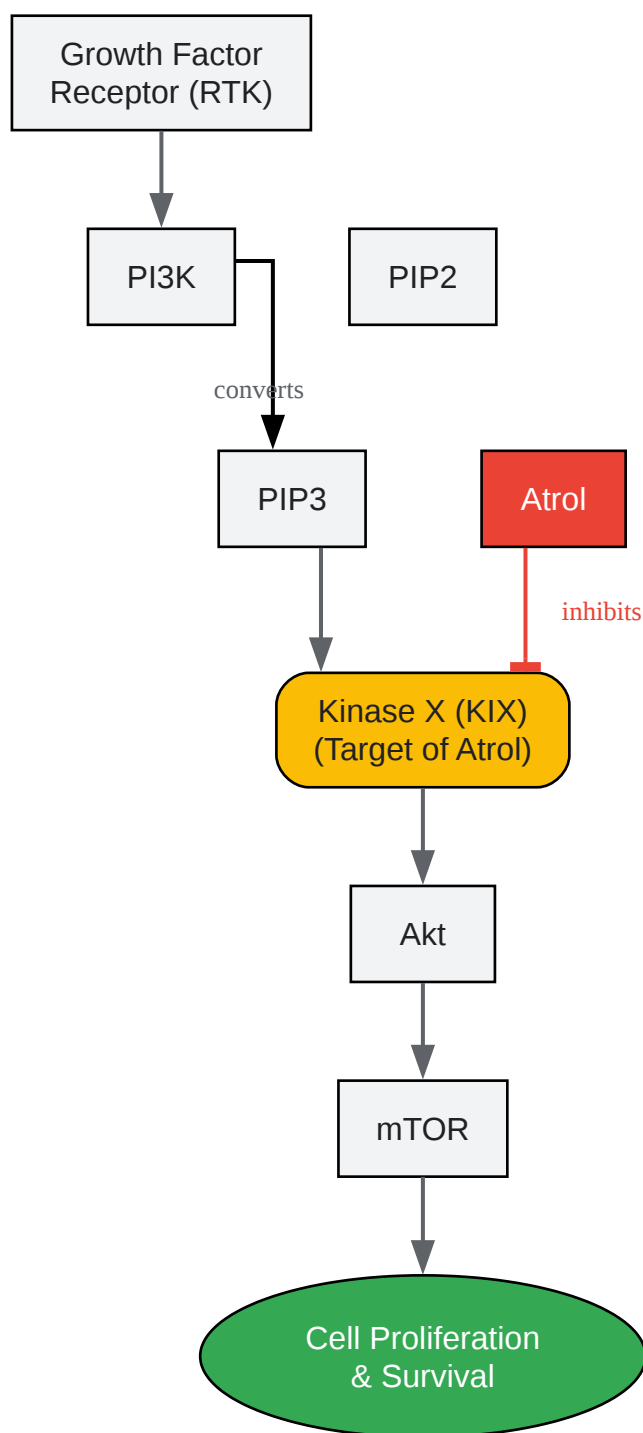 Growth Factor
Receptor (RTK)
PI3K
PIP2
converts
PIP3
Atrol
inhibits
Kinase X (KIX)
(Target of Atrol)
Akt
mTOR
Cell Proliferation
& Survival